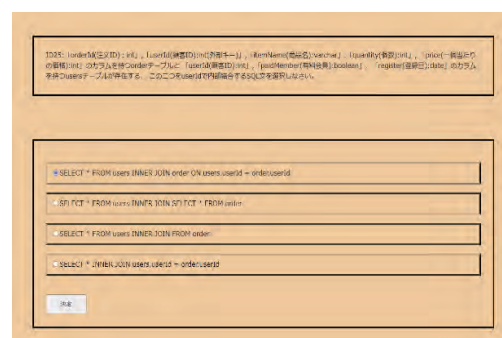 ID23: 「orderId(注文ID):int」,「userId(顧客ID):int(外部キー)」,「itemName(商品名):varchar」,「quantity(個数):int」,「price(一個当たり
の価格):int」のカラムを持つorderテーブルと「userId(顧客ID):int」,「paidMember(有料会員):boolean」,「register(登録日):date」のカラム
を持つusersテーブルが存在する。この二つをuserIdで内部結合するSQL文を選択しなさい。
SELECT * FROM users INNER JOIN order ON users.userId = order.userId
SELECT * FROM users INNER JOIN SELECT * FROM order
SELECT * FROM users INNER JOIN FROM order
SELECT * INNER JOIN users.userId = order.userId
決定